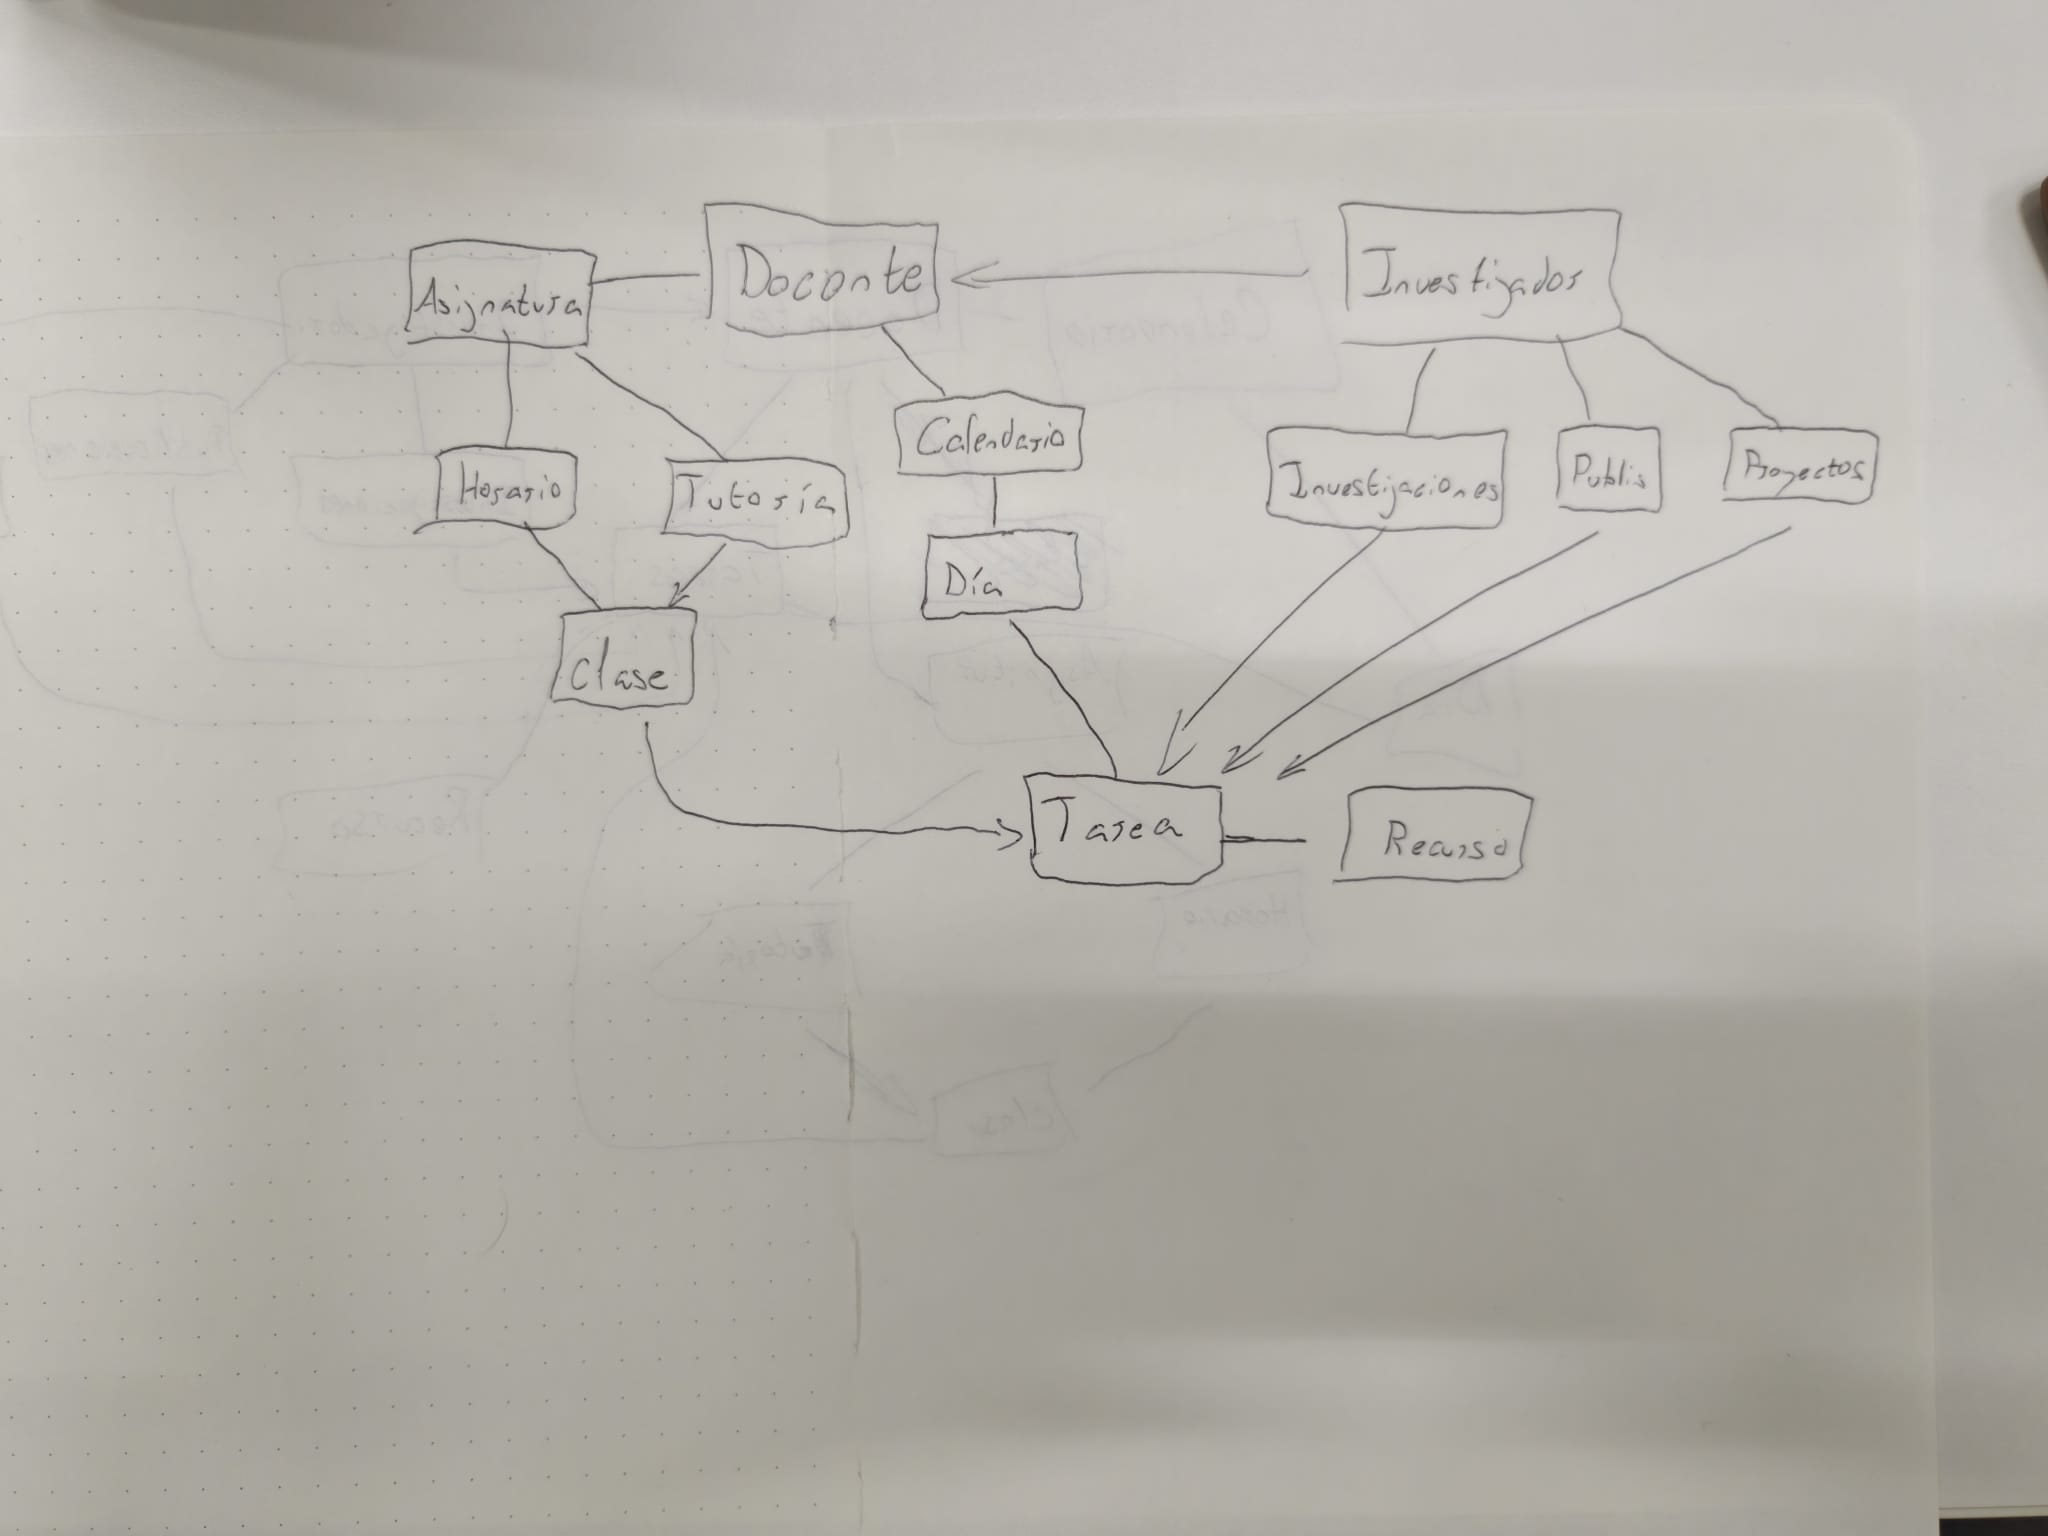 Docente
Investigador
Asignatura
Calendario
Horario
Tutoría
Investigaciones
Publis
Proyectos
Día
Clase
Tarea
Recurso